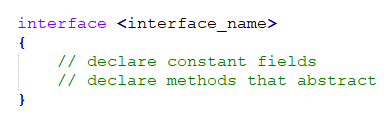 interface <interface_name>
{
    // declare constant fields
    // declare methods that abstract
}